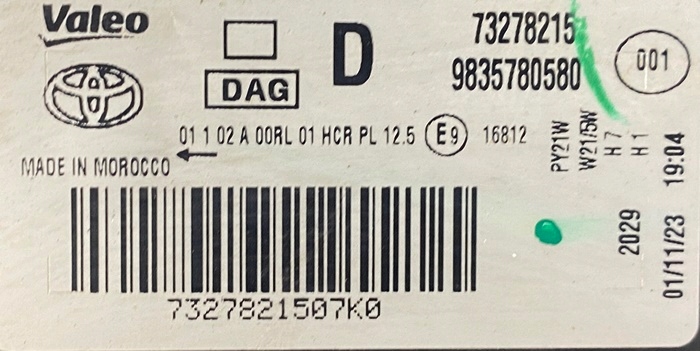 Valeo
DAG
D
73278215
9835780580
001
01 1 02 A 00RL 01 HCR PL 12.5 E9 16812
MADE IN MOROCCO
PY21W
W21/5W
H7
H1
2029
01/11/23 19:04
7327821507K0